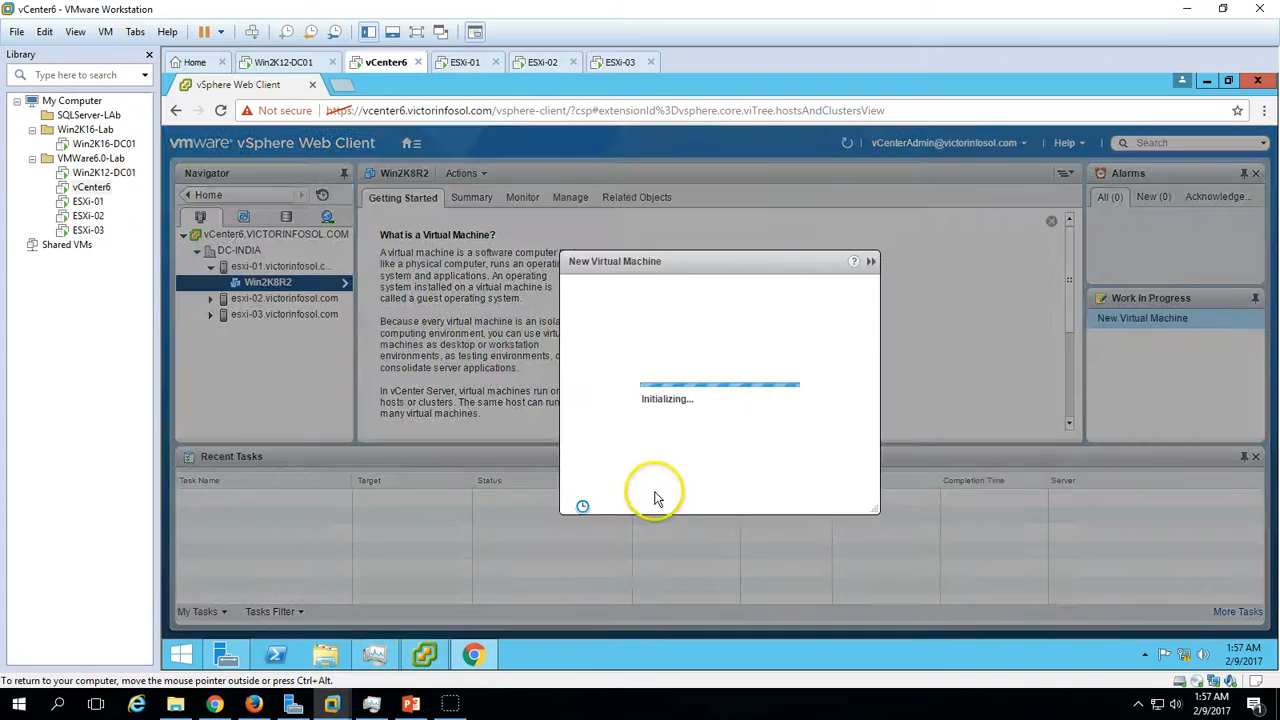 vCenter6 - VMware Workstation
File Edit View VM Tabs Help
Library
Type here to search
My Computer
SQLServer-LAb
Win2K16-Lab
Win2K16-DC01
VMWare6.0-Lab
Win2K12-DC01
vCenter6
ESXi-01
ESXi-02
ESXi-03
Shared VMs
Home Win2K12-DC01 vCenter6 ESXi-01 ESXi-02 ESXi-03
vSphere Web Client
Not secure https://vcenter6.victorinfosol.com/vsphere-client/?csp#extensionId%3Dvsphere.core.viTree.hostsAndClustersView
vmware vSphere Web Client vCenterAdmin@victorinfosol.com Help Search
Navigator
Home
vCenter6.VICTORINFOSOL.COM
DC-INDIA
esxi-01.victorinfosol.c...
Win2K8R2
esxi-02.victorinfosol.com
esxi-03.victorinfosol.com
Win2K8R2 Actions
Getting Started Summary Monitor Manage Related Objects
What is a Virtual Machine?
A virtual machine is a software computer
like a physical computer, runs an operating
system and applications. An operating
system installed on a virtual machine is
called a guest operating system.
Because every virtual machine is an isola
computing environment, you can use virtu
machines as desktop or workstation
environments, as testing environments, o
consolidate server applications.
In vCenter Server, virtual machines run on
hosts or clusters. The same host can run
many virtual machines.
New Virtual Machine
Initializing...
Alarms
All (0) New (0) Acknowledge...
Work In Progress
New Virtual Machine
Recent Tasks
Task Name Target Status Completion Time Server
My Tasks Tasks Filter More Tasks
1:57 AM
2/9/2017
To return to your computer, move the mouse pointer outside or press Ctrl+Alt.
1:57 AM
2/9/2017